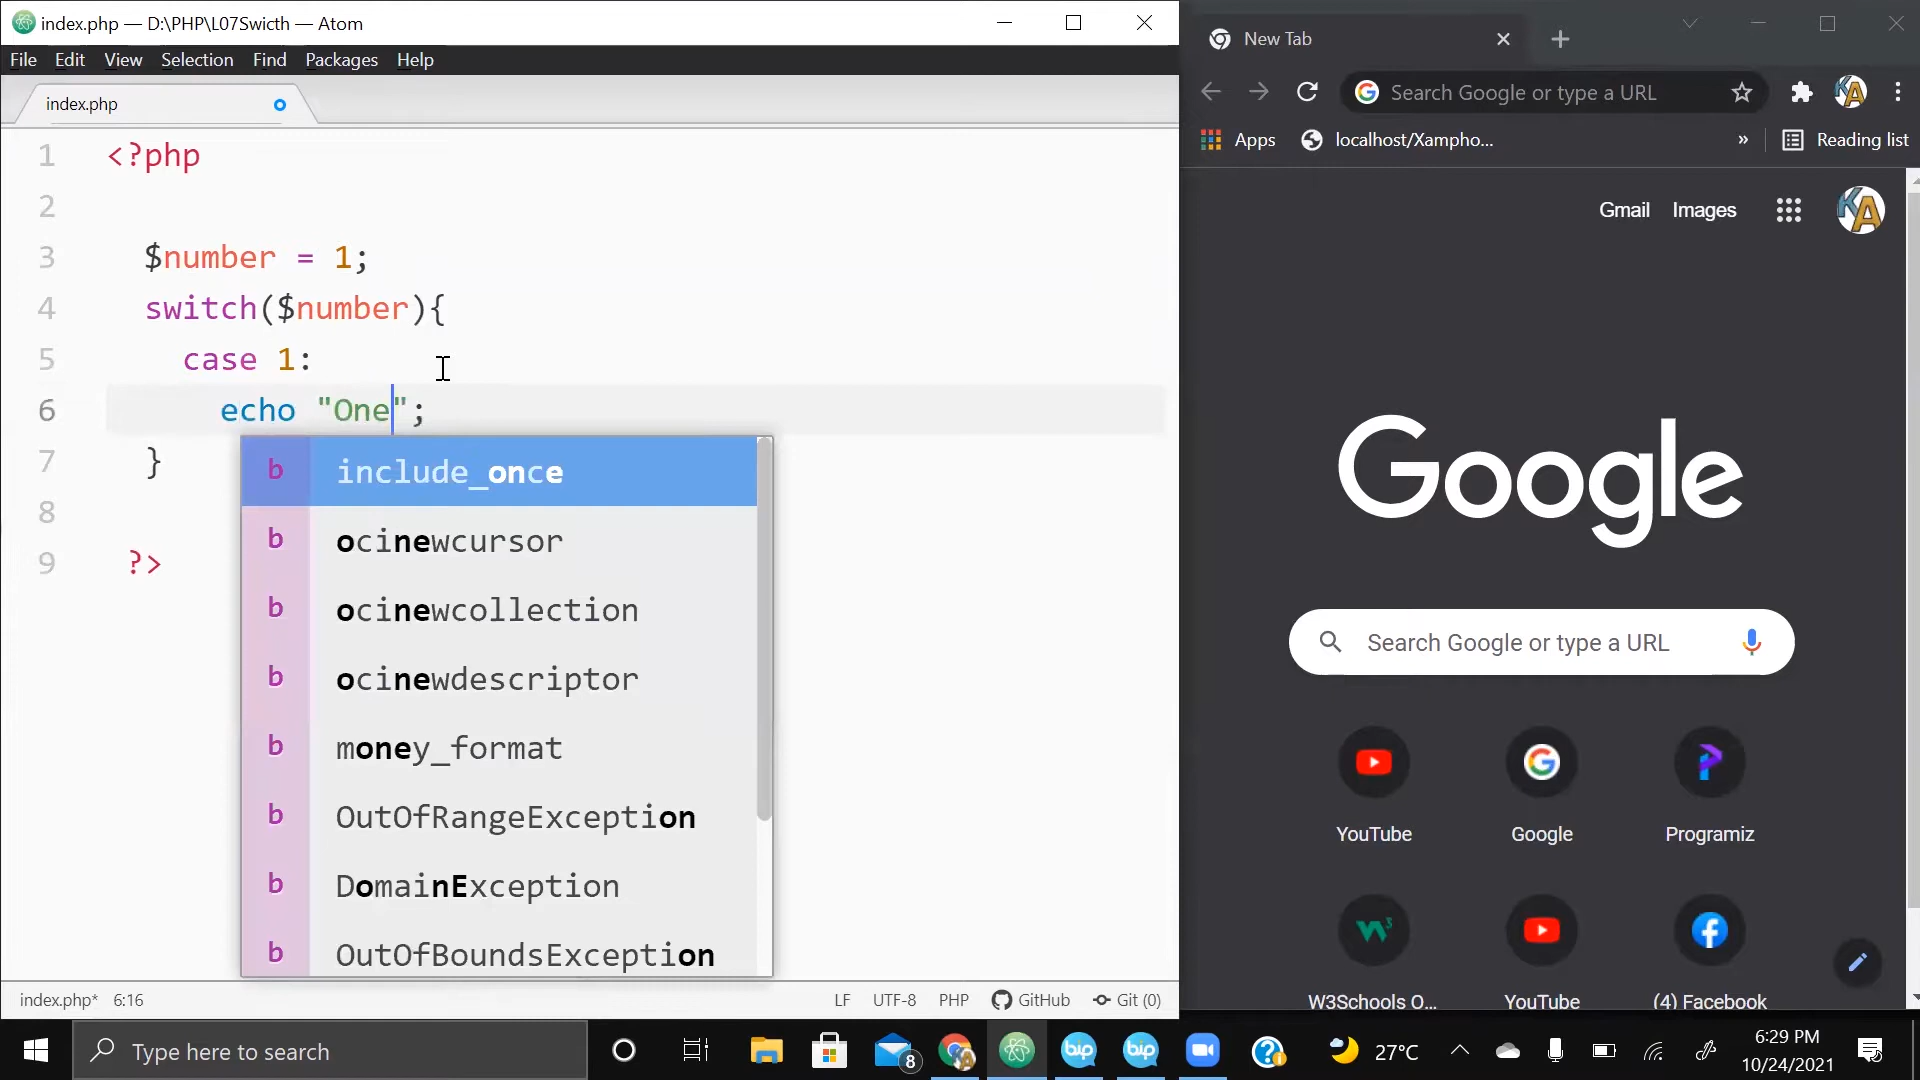 index.php — D:\PHP\L07Swicth — Atom
File Edit View Selection Find Packages Help
index.php
1 <?php
2
3 $number = 1;
4 switch($number){
5 case 1:
6 echo "One";
7 }
8
9 ?>
b include_once
b ocinewcursor
b ocinewcollection
b ocinewdescriptor
b money_format
b OutOfRangeException
b DomainException
b OutOfBoundsException
index.php* 6:16 LF UTF-8 PHP GitHub Git (0)
New Tab
Search Google or type a URL
Apps localhost/Xampho... » Reading list
Gmail Images KA
Google
Search Google or type a URL
YouTube Google Programiz
W3Schools O... YouTube (4) Facebook
Type here to search
8
bip bip
27°C
6:29 PM
10/24/2021